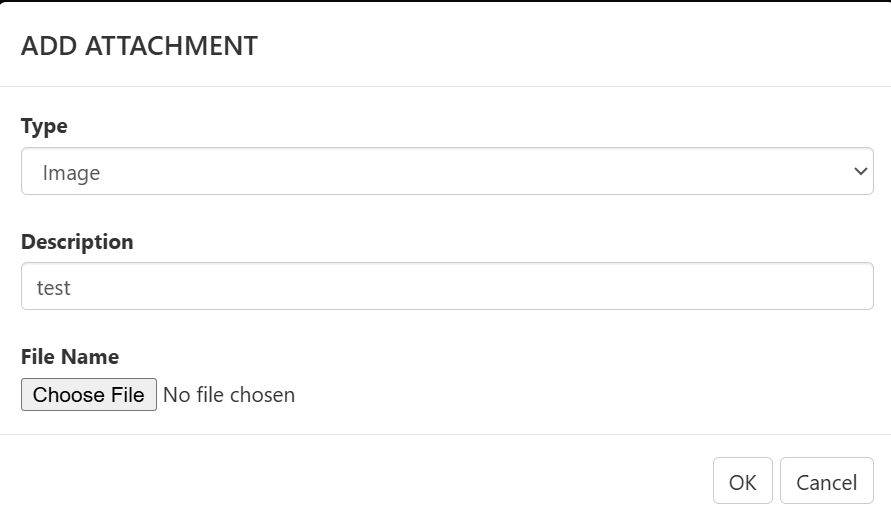 ADD ATTACHMENT
Type
Image
Description
test
File Name
Choose File No file chosen
OK Cancel